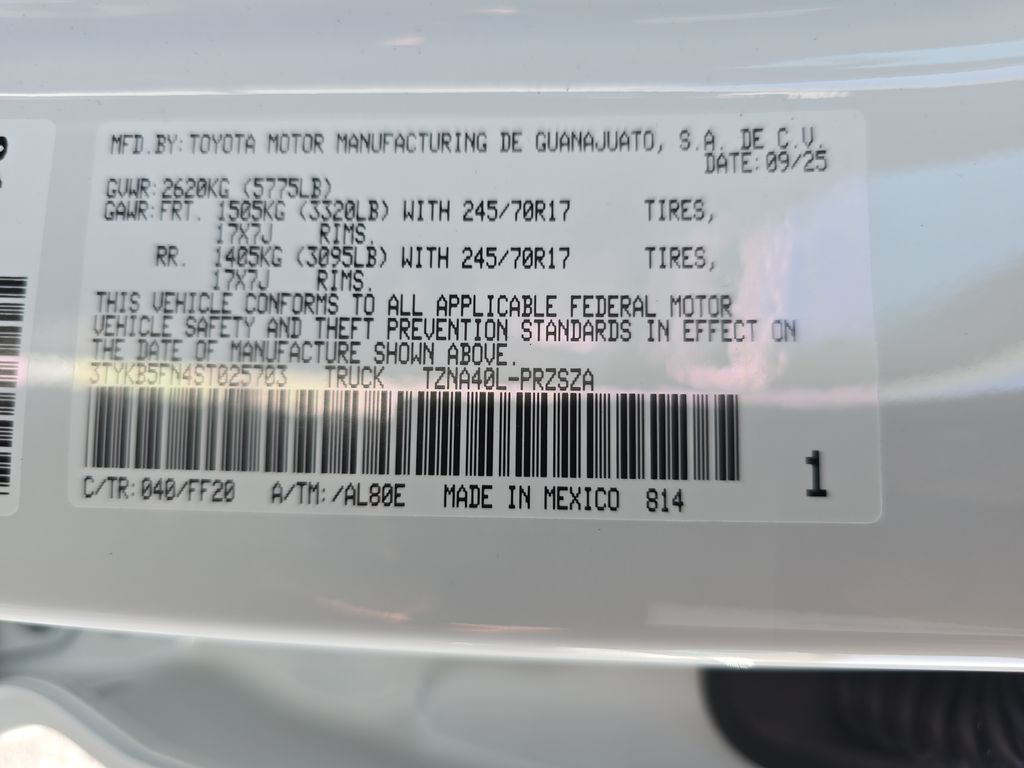 MFD.BY:TOYOTA MOTOR MANUFACTURING DE GUANAJUATO, S.A. DE C.V.
DATE:09/25
GVWR:2620KG (5775LB)
GAWR:FRT. 1505KG (3320LB) WITH 245/70R17 TIRES,
17X7J RIMS.
RR. 1405KG (3095LB) WITH 245/70R17 TIRES,
17X7J RIMS.
THIS VEHICLE CONFORMS TO ALL APPLICABLE FEDERAL MOTOR
VEHICLE SAFETY AND THEFT PREVENTION STANDARDS IN EFFECT ON
THE DATE OF MANUFACTURE SHOWN ABOVE.
3TYKB5FN4ST025703 TRUCK TZNA40L-PRZSZA
C/TR:040/FF20 A/TM:/AL80E MADE IN MEXICO 814
1